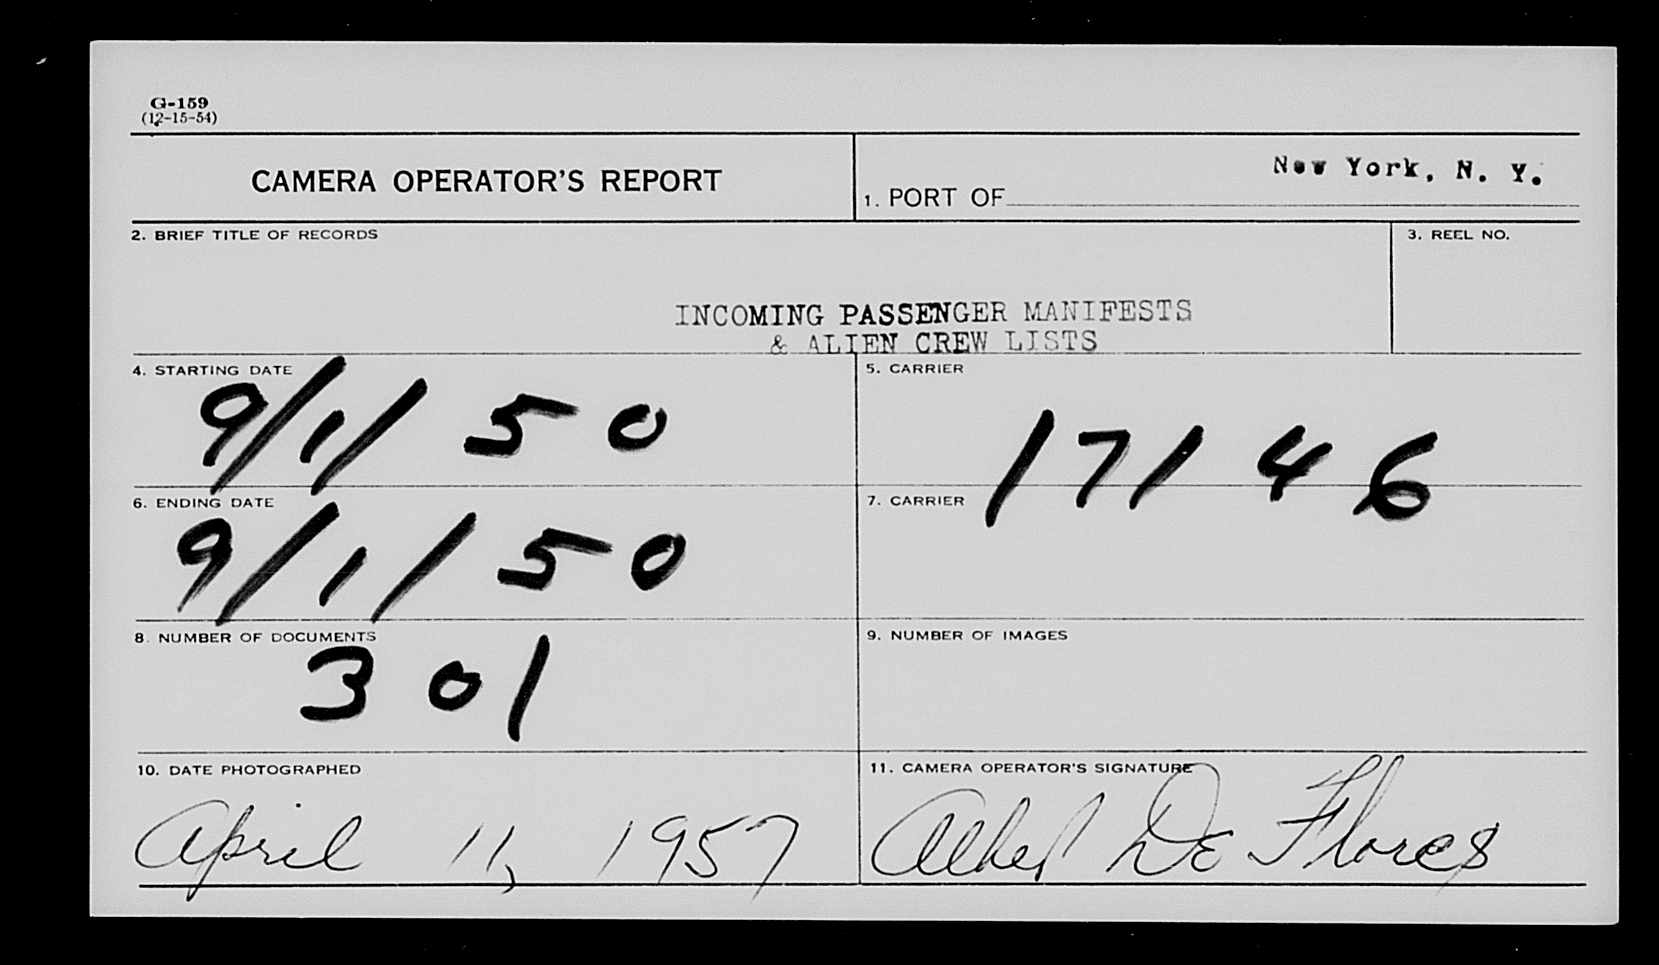 G-159
(12-15-54)
CAMERA OPERATOR'S REPORT
1. PORT OF New York, N. Y.
2. BRIEF TITLE OF RECORDS
3. REEL NO.
INCOMING PASSENGER MANIFESTS
& ALIEN CREW LISTS
4. STARTING DATE
9/1/50
5. CARRIER
17146
6. ENDING DATE
9/1/50
7. CARRIER
8. NUMBER OF DOCUMENTS
301
9. NUMBER OF IMAGES
10. DATE PHOTOGRAPHED
April 11, 1957
11. CAMERA OPERATOR'S SIGNATURE
De Flores